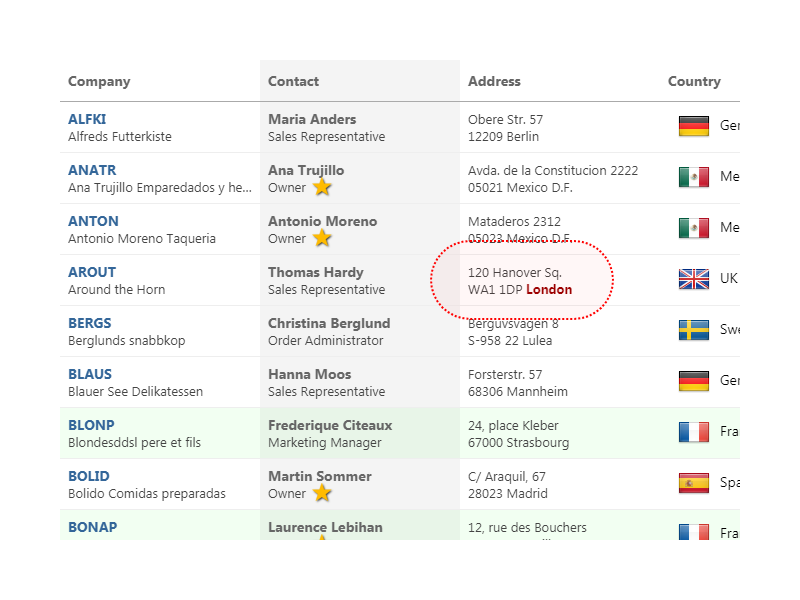 Company Contact Address Country
ALFKI Maria Anders Obere Str. 57
Alfreds Futterkiste Sales Representative 12209 Berlin Ger
ANATR Ana Trujillo Avda. de la Constitucion 2222
Ana Trujillo Emparedados y he... Owner 05021 Mexico D.F. Me
ANTON Antonio Moreno Mataderos 2312
Antonio Moreno Taqueria Owner 05023 Mexico D.F. Me
AROUT Thomas Hardy 120 Hanover Sq.
Around the Horn Sales Representative WA1 1DP London UK
BERGS Christina Berglund Berguvsvagen 8
Berglunds snabbkop Order Administrator S-958 22 Lulea Swe
BLAUS Hanna Moos Forsterstr. 57
Blauer See Delikatessen Sales Representative 68306 Mannheim Ger
BLONP Frederique Citeaux 24, place Kleber
Blondesddsl pere et fils Marketing Manager 67000 Strasbourg Fra
BOLID Martin Sommer C/ Araquil, 67
Bolido Comidas preparadas Owner 28023 Madrid Spa
BONAP Laurence Lebihan 12, rue des Bouchers Fra